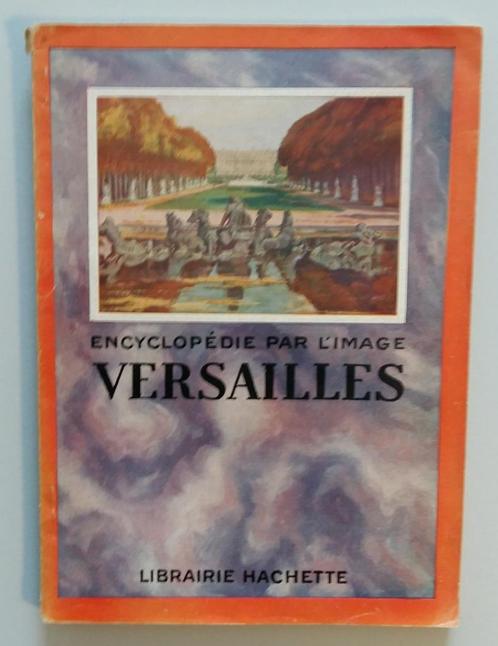 ENCYCLOPÉDIE PAR L'IMAGE
VERSAILLES
LIBRAIRIE HACHETTE